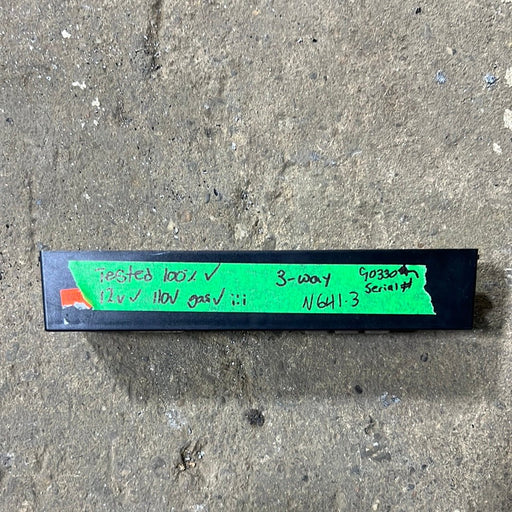 Tested 100% ✓ 3-way
12v ✓ 110v gas ✓ N641.3
Serial #